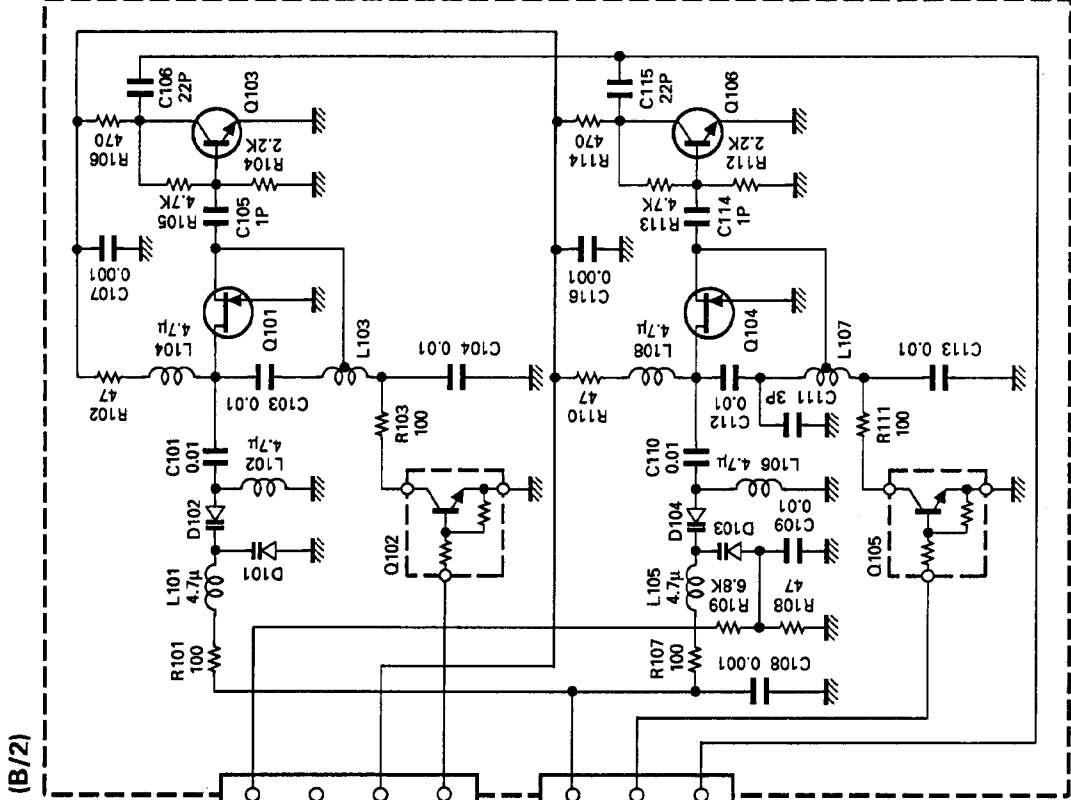 (B/2)
C106
22P
Q103
R106
470
R105
4.7K
2.2K
R104
C105
1P
C107
0.001
Q101
L104
4.7μ
R102
47
C103 0.01
L103
C104 0.01
R103
100
C101
0.01
L102
4.7μ
D102
D101
L101
4.7μ
Q102
R101
100
C115
22P
Q106
R114
470
R113
4.7K
2.2K
R112
C114
1P
C116
0.001
Q104
L108
4.7μ
R110
47
0.01
C112
C111
3P
L107
C113 0.01
R111
100
C110
0.01
L106 4.7μ
D104
D103
C109
0.01
L105
4.7μ
R109
6.8K
R108
47
Q105
R107
100
C108 0.001